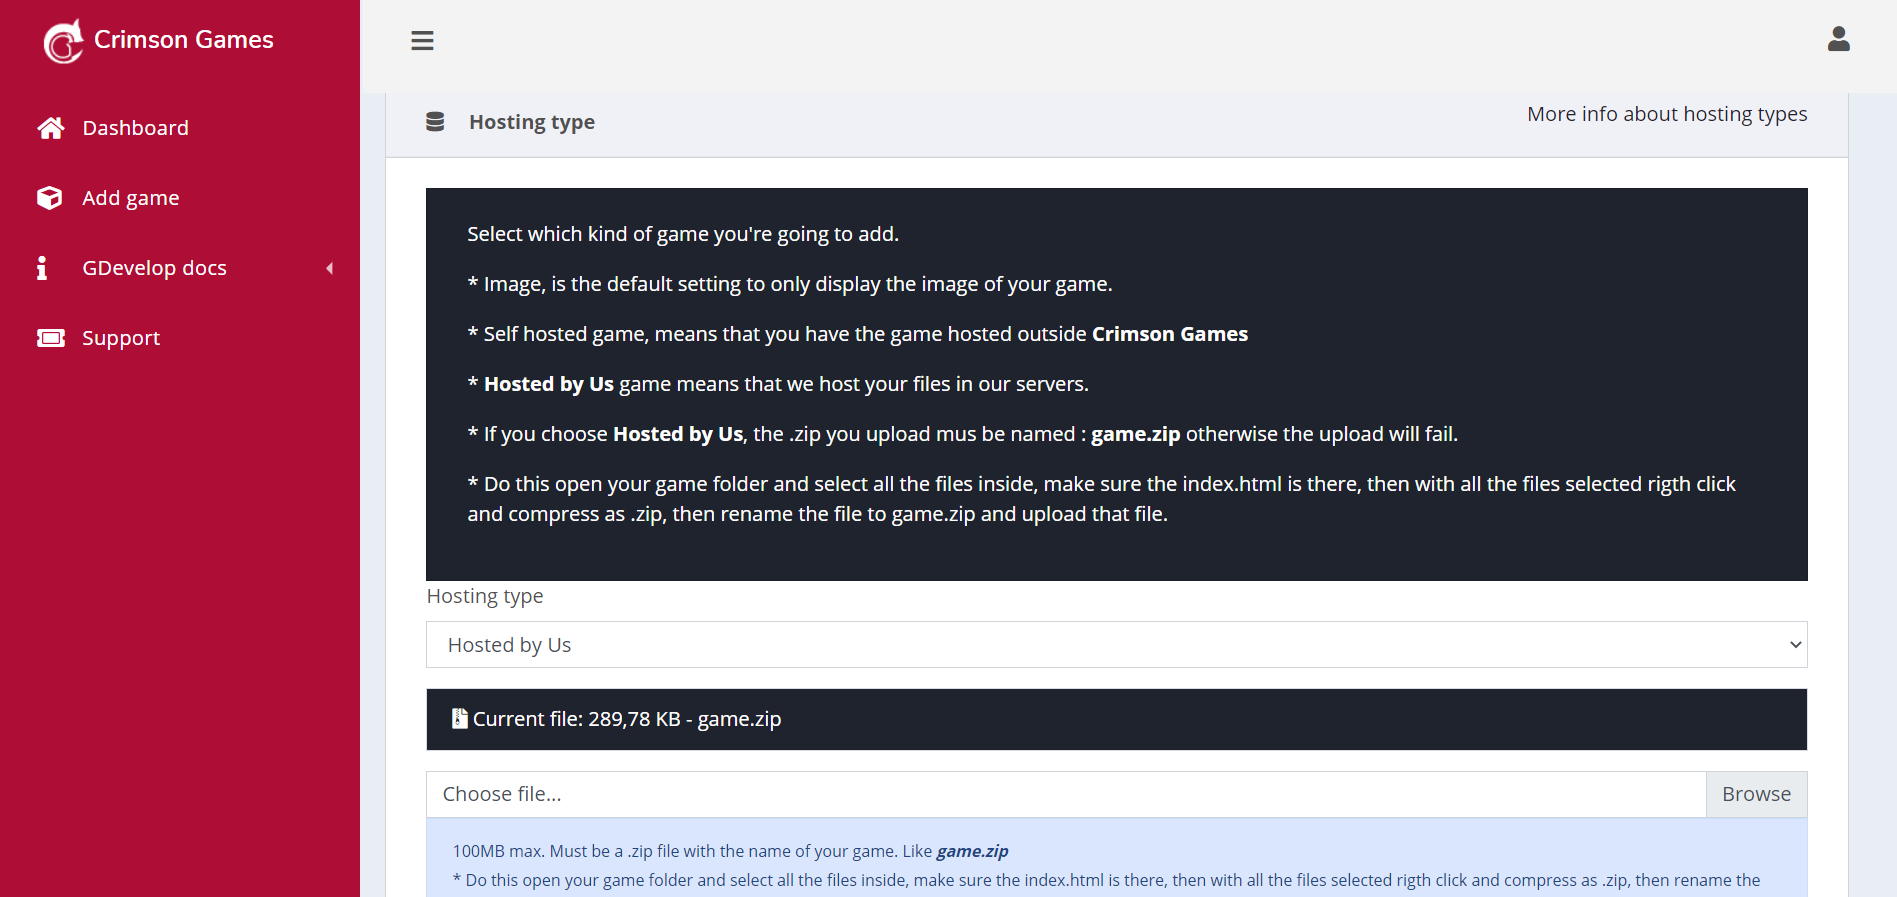 Crimson Games
Dashboard
Add game
GDevelop docs
Support
Hosting type
More info about hosting types
Select which kind of game you're going to add.
* Image, is the default setting to only display the image of your game.
* Self hosted game, means that you have the game hosted outside Crimson Games
* Hosted by Us game means that we host your files in our servers.
* If you choose Hosted by Us, the .zip you upload mus be named : game.zip otherwise the upload will fail.
* Do this open your game folder and select all the files inside, make sure the index.html is there, then with all the files selected rigth click
and compress as .zip, then rename the file to game.zip and upload that file.
Hosting type
Hosted by Us
Current file: 289,78 KB - game.zip
Choose file...
Browse
100MB max. Must be a .zip file with the name of your game. Like game.zip
* Do this open your game folder and select all the files inside, make sure the index.html is there, then with all the files selected rigth click and compress as .zip, then rename the